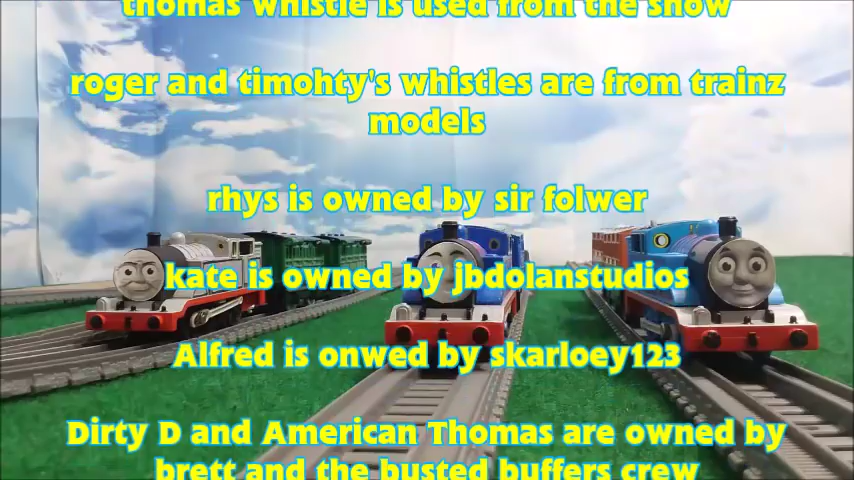 thomas whistle is used from the show
roger and timohty's whistles are from trainz
models
rhys is owned by sir folwer
kate is owned by jbdolanstudios
Alfred is onwed by skarloey123
Dirty D and American Thomas are owned by
brett and the busted buffers crew